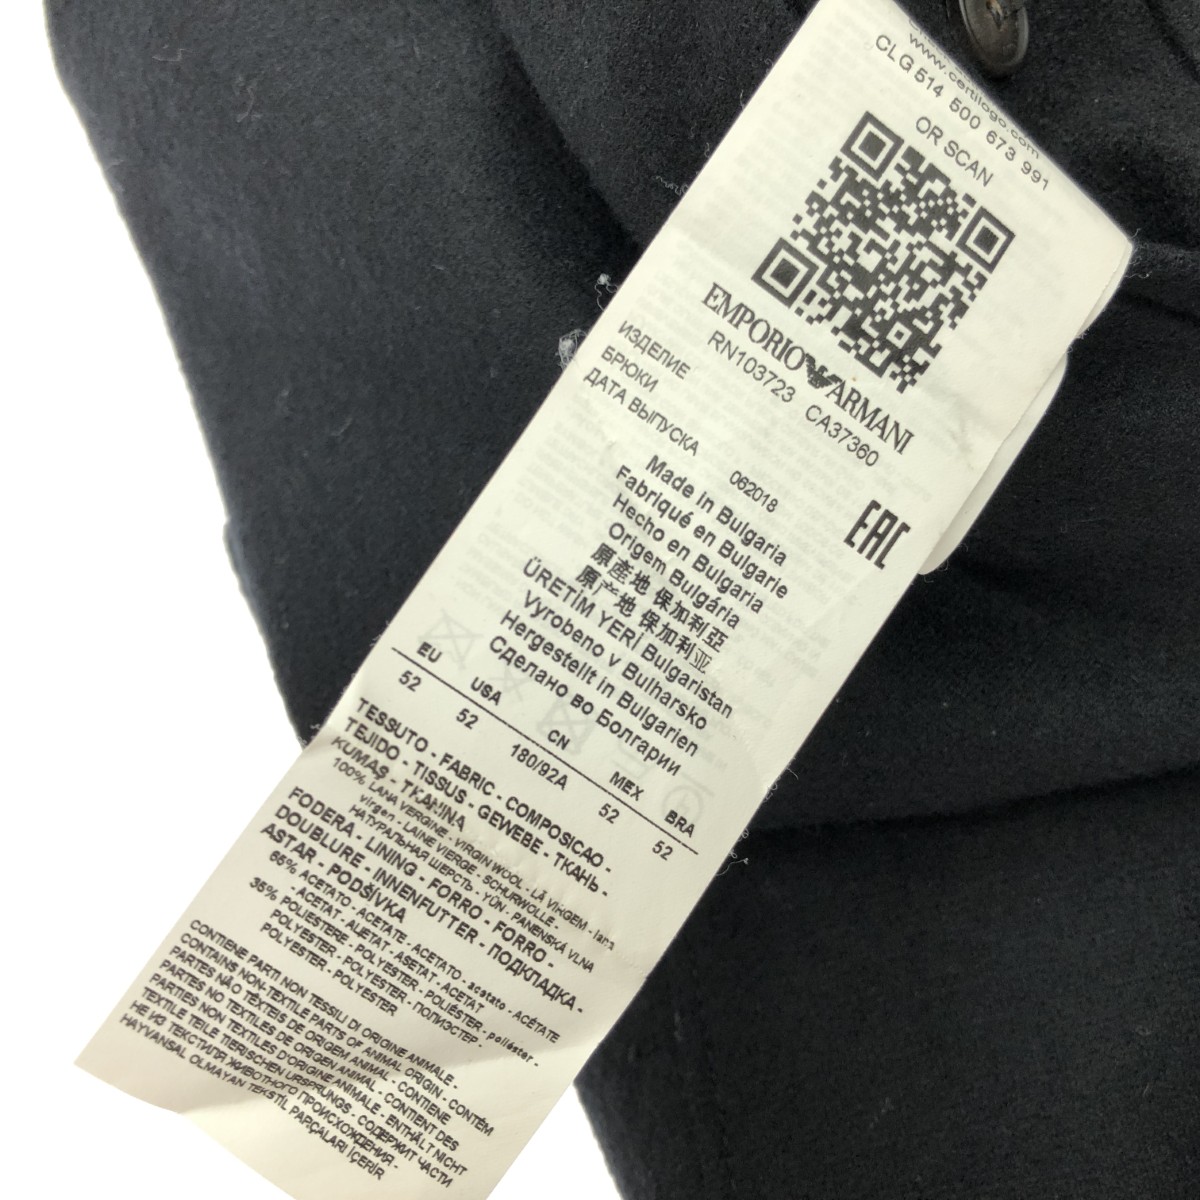 www.certilogo.com
CLG 514 500 673 991
OR SCAN
EMPORIO ARMANI
RN103723 CA37360
ИЗДЕЛИЕ
БРЮКИ
ДАТА ВЫПУСКА 062018
EAC
Made in Bulgaria
Fabriqué en Bulgarie
Hecho en Bulgaria
Origem Bulgária
原產地 保加利亞
原产地 保加利亚
ÜRETİM YERİ Bulgaristan
Vyrobeno v Bulharsko
Hergestellt in Bulgarien
Сделано во Болгарии
EU USA CN MEX BRA
52 52 180/92A 52 52
TESSUTO - FABRIC - COMPOSICAO -
TEJIDO - TISSUS - GEWEBE - ТКАНЬ -
KUMAŞ - TKANINA
100% LANA VERGINE - VIRGIN WOOL - LÃ VIRGEM - lana
virgen - LAINE VIERGE - SCHURWOLLE -
НАТУРАЛЬНАЯ ШЕРСТЬ - YÜN - PANENSKÁ VLNA
FODERA - LINING - FORRO - FORRO -
DOUBLURE - INNENFUTTER - ПОДКЛАДКА -
ASTAR - PODŠÍVKA
65% ACETATO - ACETATE - ACETATO - acetato - ACÉTATE
- ACETAT - АЦЕТАТ - ASETAT - ACETÁT
35% POLIESTERE - POLYESTER - POLIÉSTER - poliéster -
POLYESTER - POLYESTER - ПОЛИЭСТЕР -
POLYESTER - POLYESTER
CONTIENE PARTI NON TESSILI DI ORIGINE ANIMALE -
CONTAINS NON-TEXTILE PARTS OF ANIMAL ORIGIN - CONTÉM
PARTES NÃO TÊXTEIS DE ORIGEM ANIMAL - CONTIENE
PARTES NO TEXTILES DE ORIGEN ANIMAL - CONTIENT DES
PARTIES NON TEXTILES D'ORIGINE ANIMALE - ENTHÄLT NICHT
TEXTILE TEILE TIERISCHEN URSPRUNGS - СОДЕРЖИТ ЧАСТИ
НЕ ИЗ ТЕКСТИЛЯ ЖИВОТНОГО ПРОИСХОЖДЕНИЯ -
HAYVANSAL OLMAYAN TEKSTİL PARÇALARI İÇERİR